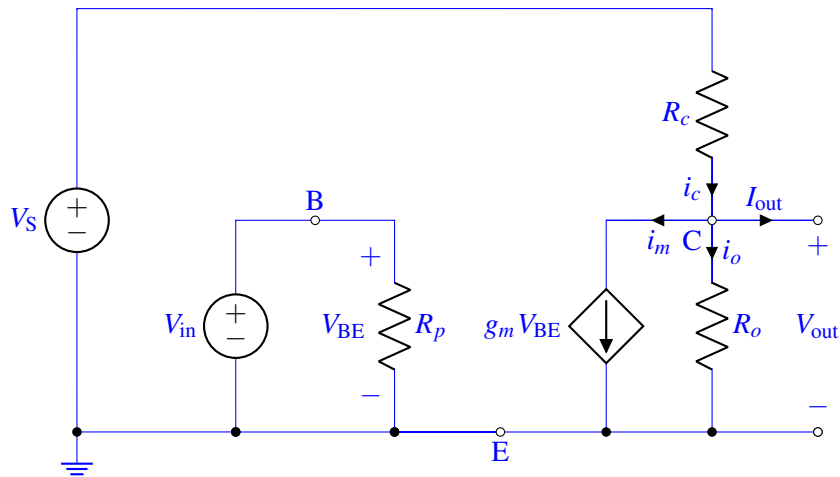 R_c
i_c
I_out
B
V_S
+
−
i_m
C
i_o
+
+
V_in
+
−
V_BE
R_p
g_m V_BE
R_o
V_out
−
−
E